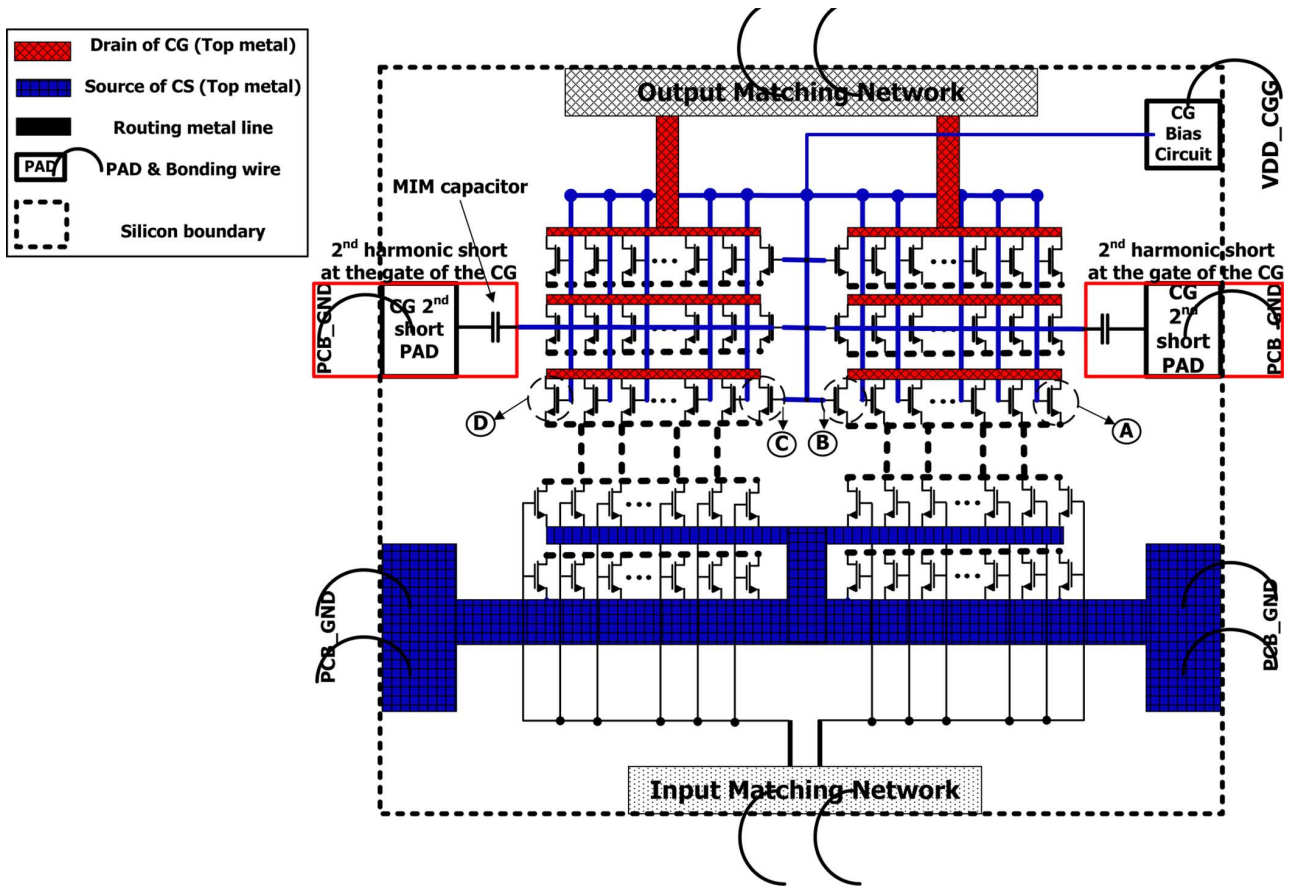 Drain of CG (Top metal)
Source of CS (Top metal)
Routing metal line
PAD
PAD & Bonding wire
Silicon boundary
Output Matching Network
CG
Bias
Circuit
VDD_CGG
MIM capacitor
2nd harmonic short
at the gate of the CG
PCB_GND
CG 2nd
short
PAD
2nd harmonic short
at the gate of the CG
CG
2nd
short
PAD
PCB_GND
D
C
B
A
PCB_GND
PCB_GND
Input Matching Network